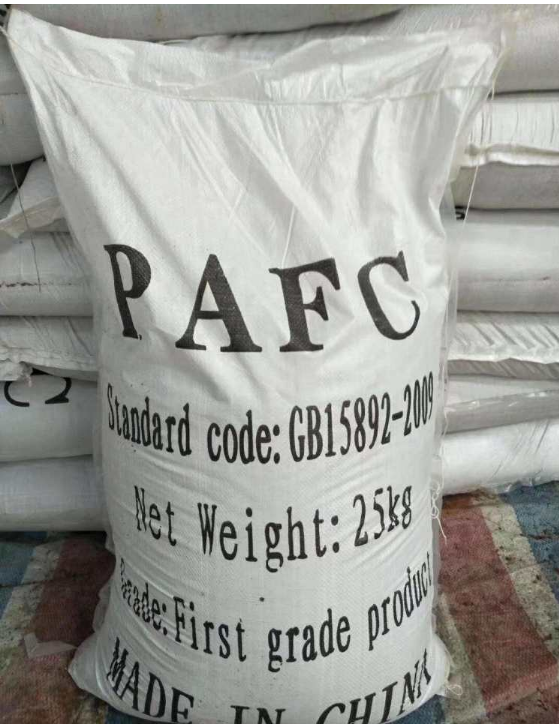 PAFC
Standard code: GB15892-2009
Net Weight: 25kg
Grade: First grade product
MADE IN CHINA